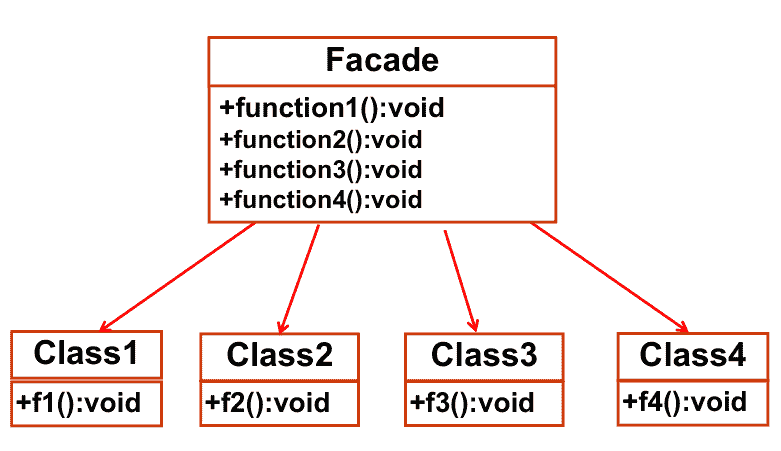 Facade
+function1():void
+function2():void
+function3():void
+function4():void
Class1
+f1():void
Class2
+f2():void
Class3
+f3():void
Class4
+f4():void